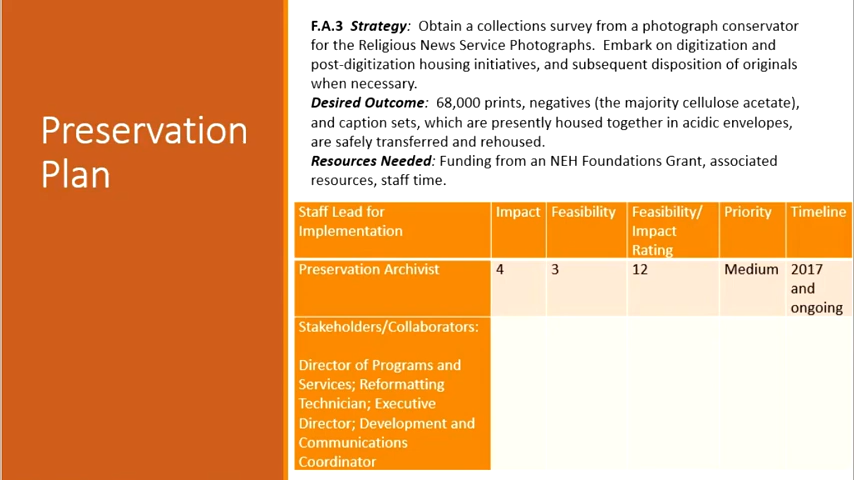 Preservation
Plan
F.A.3 Strategy: Obtain a collections survey from a photograph conservator
for the Religious News Service Photographs. Embark on digitization and
post-digitization housing initiatives, and subsequent disposition of originals
when necessary.
Desired Outcome: 68,000 prints, negatives (the majority cellulose acetate),
and caption sets, which are presently housed together in acidic envelopes,
are safely transferred and rehoused.
Resources Needed: Funding from an NEH Foundations Grant, associated
resources, staff time.
Staff Lead for
Implementation
Impact
Feasibility
Feasibility/
Impact
Rating
Priority
Timeline
Preservation Archivist
4
3
12
Medium
2017
and
ongoing
Stakeholders/Collaborators:
Director of Programs and
Services; Reformatting
Technician; Executive
Director; Development and
Communications
Coordinator